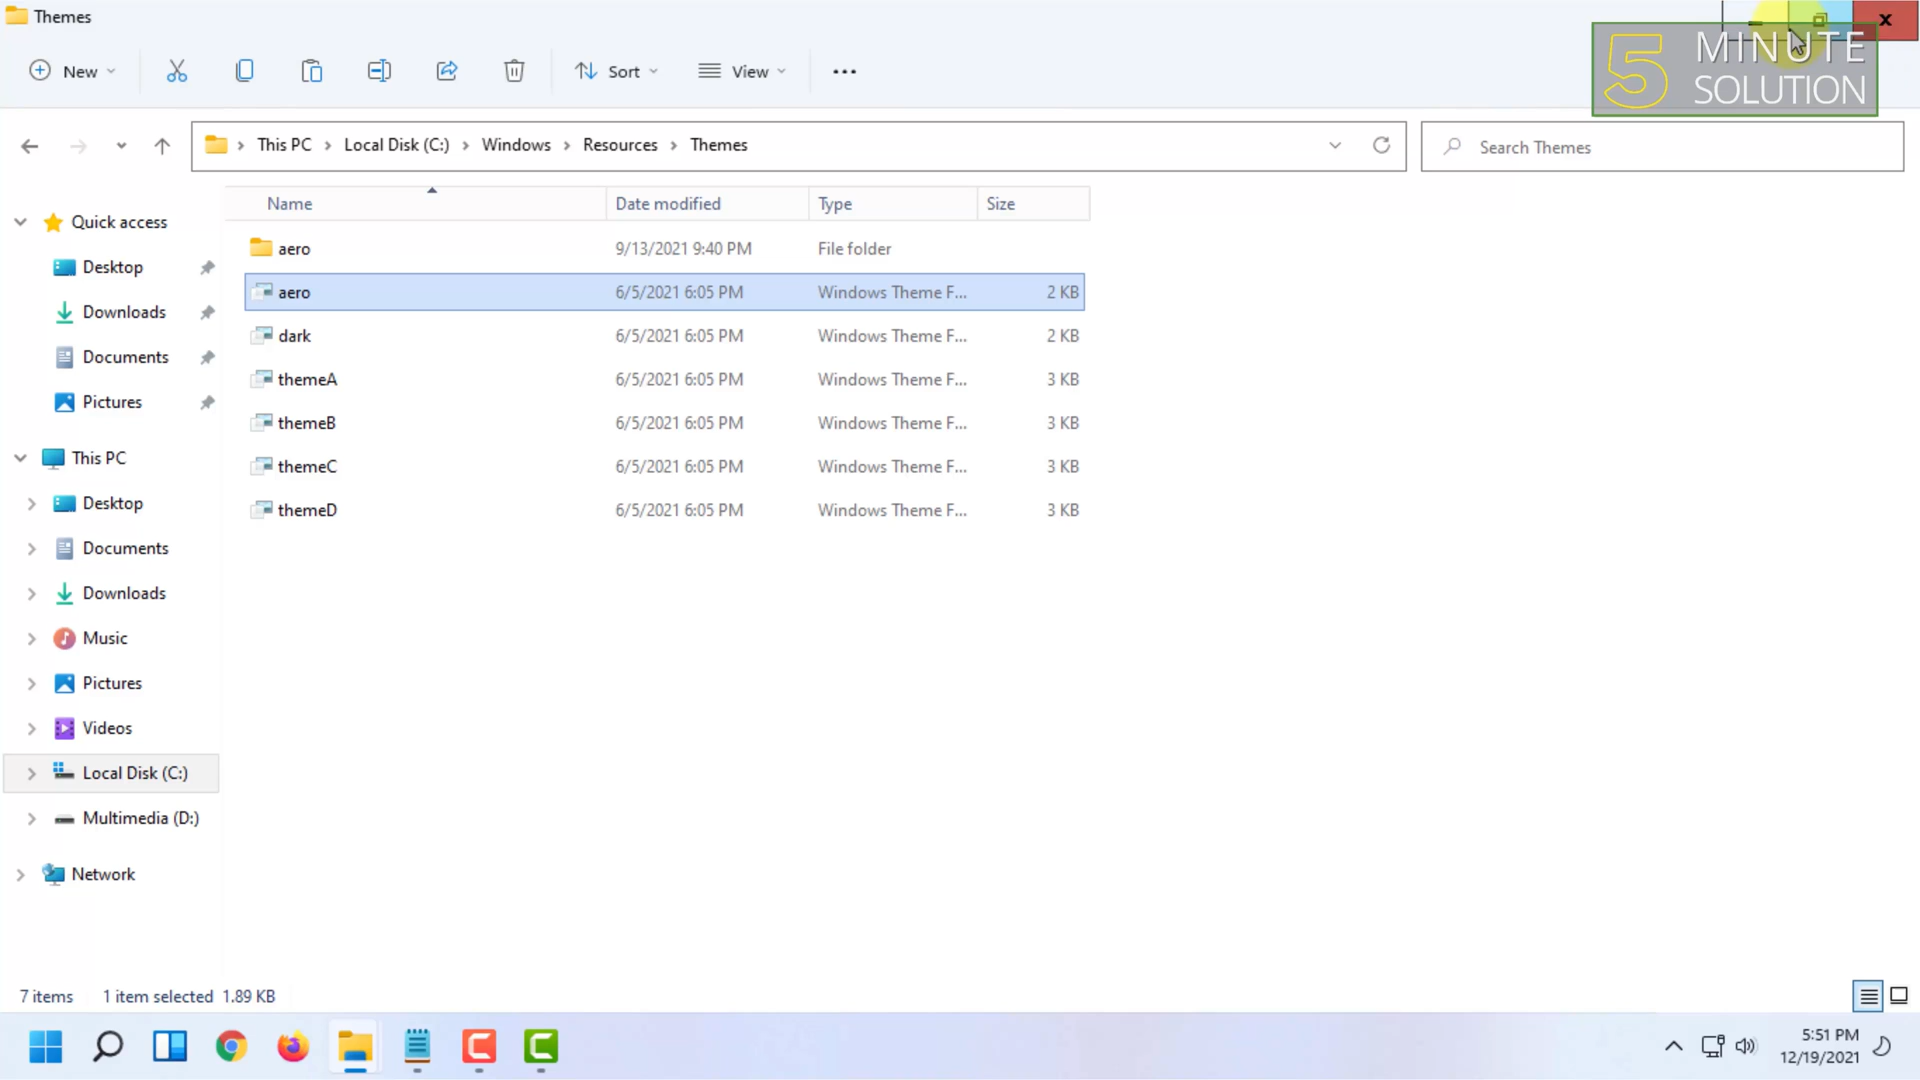 Themes
New
Sort
View
5 MINUTE
SOLUTION
This PC > Local Disk (C:) > Windows > Resources > Themes
Search Themes
Name Date modified Type Size
Quick access
Desktop
Downloads
Documents
Pictures
This PC
Desktop
Documents
Downloads
Music
Pictures
Videos
Local Disk (C:)
Multimedia (D:)
Network
aero 9/13/2021 9:40 PM File folder
aero 6/5/2021 6:05 PM Windows Theme F... 2 KB
dark 6/5/2021 6:05 PM Windows Theme F... 2 KB
themeA 6/5/2021 6:05 PM Windows Theme F... 3 KB
themeB 6/5/2021 6:05 PM Windows Theme F... 3 KB
themeC 6/5/2021 6:05 PM Windows Theme F... 3 KB
themeD 6/5/2021 6:05 PM Windows Theme F... 3 KB
7 items 1 item selected 1.89 KB
5:51 PM
12/19/2021